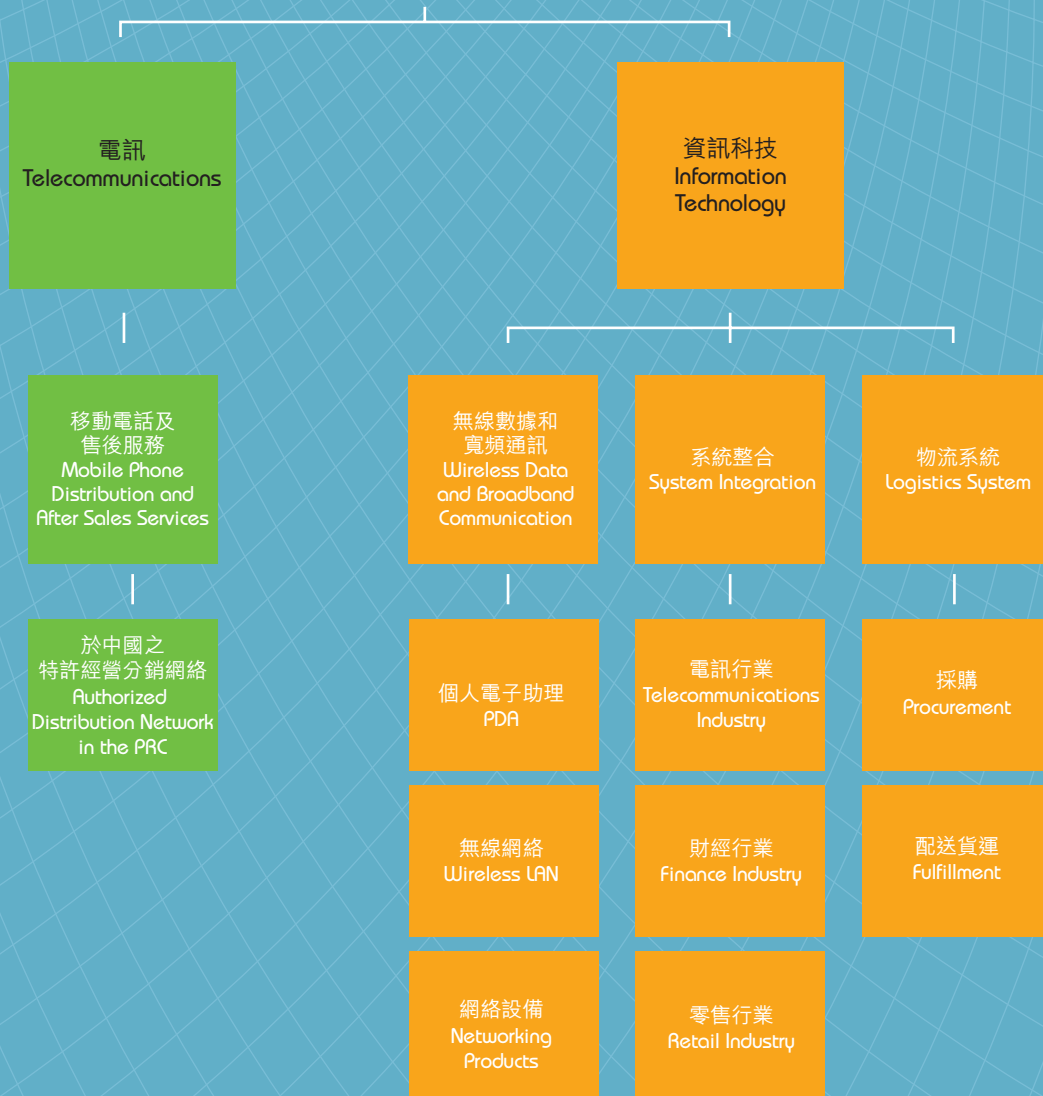 電訊
Telecommunications
資訊科技
Information
Technology
移動電話及
售後服務
Mobile Phone
Distribution and
After Sales Services
無線數據和
寬頻通訊
Wireless Data
and Broadband
Communication
系統整合
System Integration
物流系統
Logistics System
於中國之
特許經營分銷網絡
Authorized
Distribution Network
in the PRC
個人電子助理
PDA
電訊行業
Telecommunications
Industry
採購
Procurement
無線網絡
Wireless LAN
財經行業
Finance Industry
配送貨運
Fulfillment
網絡設備
Networking
Products
零售行業
Retail Industry